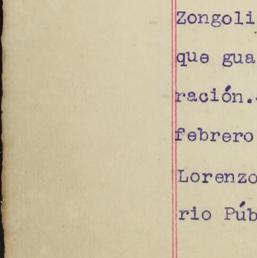 Zongoli
que gua
ración.
febrero
Lorenzo
rio Púb